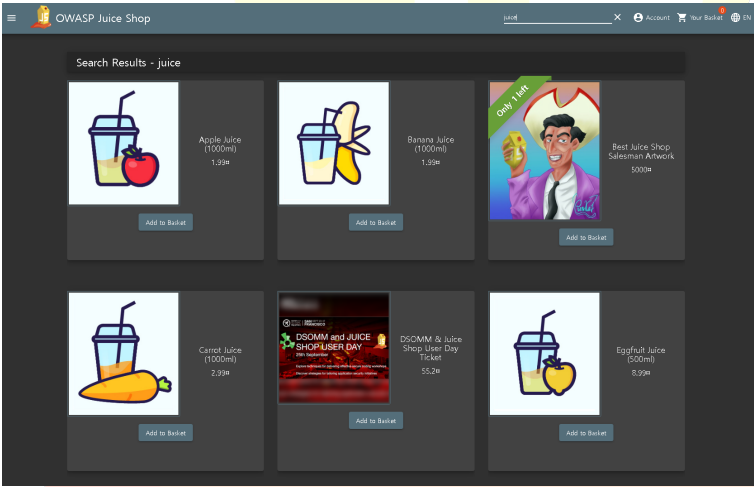 OWASP Juice Shop
juice
Account
Your Basket
0
EN
Search Results - juice
Apple Juice
(1000ml)
1.99¤
Add to Basket
Banana Juice
(1000ml)
1.99¤
Add to Basket
Only 1 left
Best Juice Shop
Salesman Artwork
5000¤
Add to Basket
Carrot Juice
(1000ml)
2.99¤
Add to Basket
DSOMM and JUICE
SHOP USER DAY
25th September
DSOMM & Juice
Shop User Day
Ticket
55.2¤
Add to Basket
Eggfruit Juice
(500ml)
8.99¤
Add to Basket